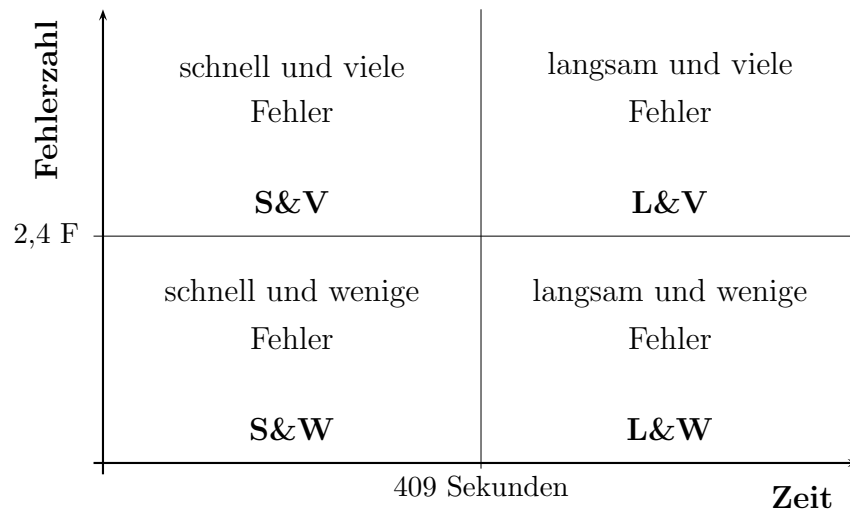 Fehlerzahl
schnell und viele
Fehler
S&V
langsam und viele
Fehler
L&V
2,4 F
schnell und wenige
Fehler
S&W
langsam und wenige
Fehler
L&W
409 Sekunden
Zeit